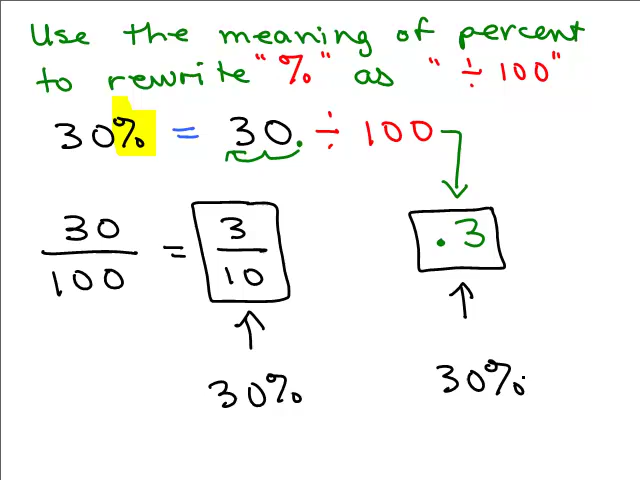 Use the meaning of percent
to rewrite "%" as "÷ 100"
30% = 30. ÷ 100
30/100 = 3/10
.3
30% 30%